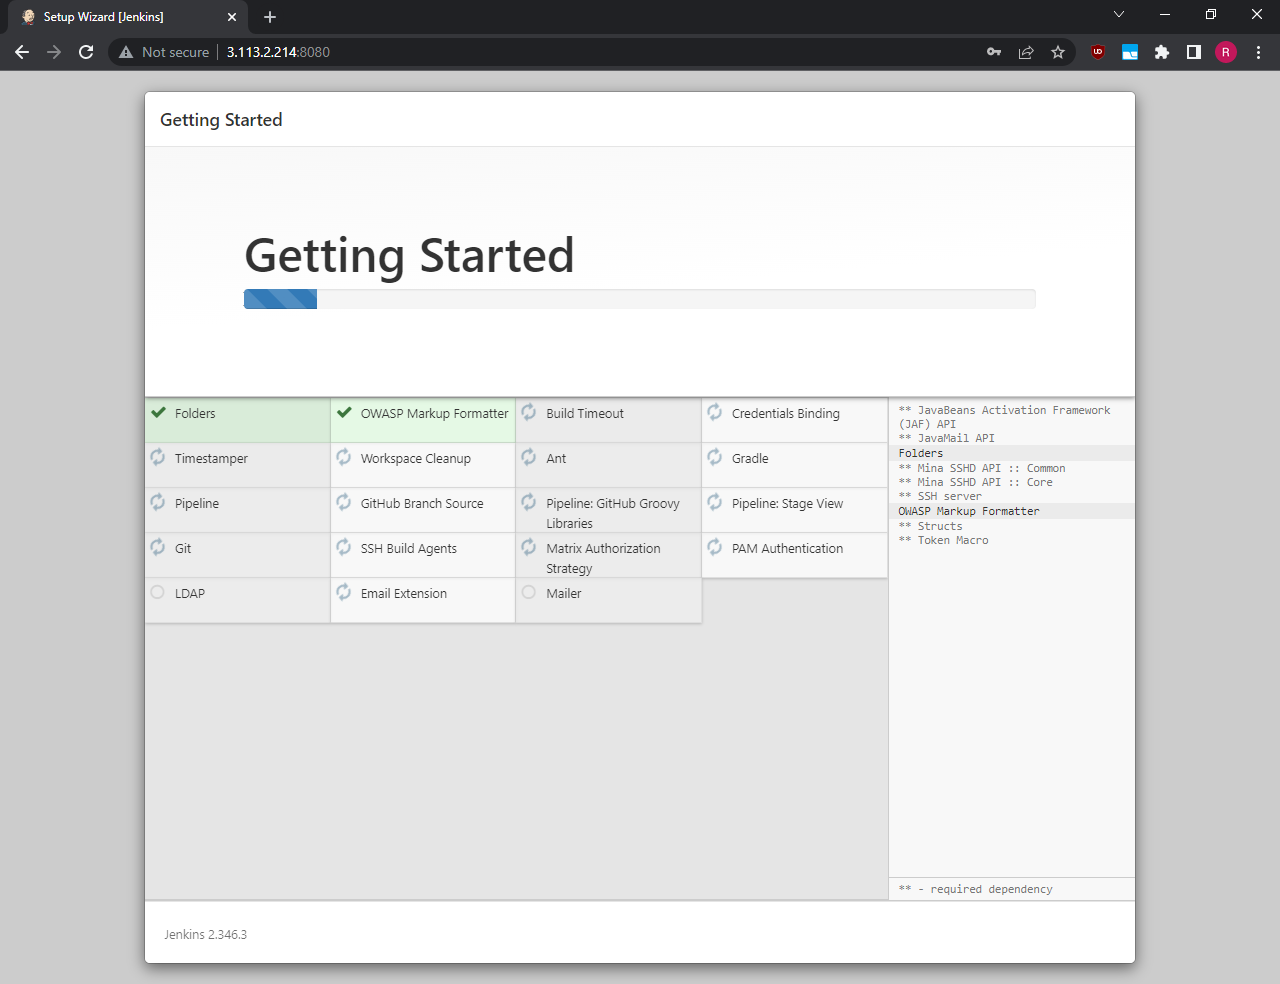 Setup Wizard [Jenkins]
Not secure
3.113.2.214:8080
R
Getting Started
Getting Started
Folders
OWASP Markup Formatter
Build Timeout
Credentials Binding
Timestamper
Workspace Cleanup
Ant
Gradle
Pipeline
GitHub Branch Source
Pipeline: GitHub Groovy
Libraries
Pipeline: Stage View
Git
SSH Build Agents
Matrix Authorization
Strategy
PAM Authentication
LDAP
Email Extension
Mailer
** JavaBeans Activation Framework
(JAF) API
** JavaMail API
Folders
** Mina SSHD API :: Common
** Mina SSHD API :: Core
** SSH server
OWASP Markup Formatter
** Structs
** Token Macro
** - required dependency
Jenkins 2.346.3